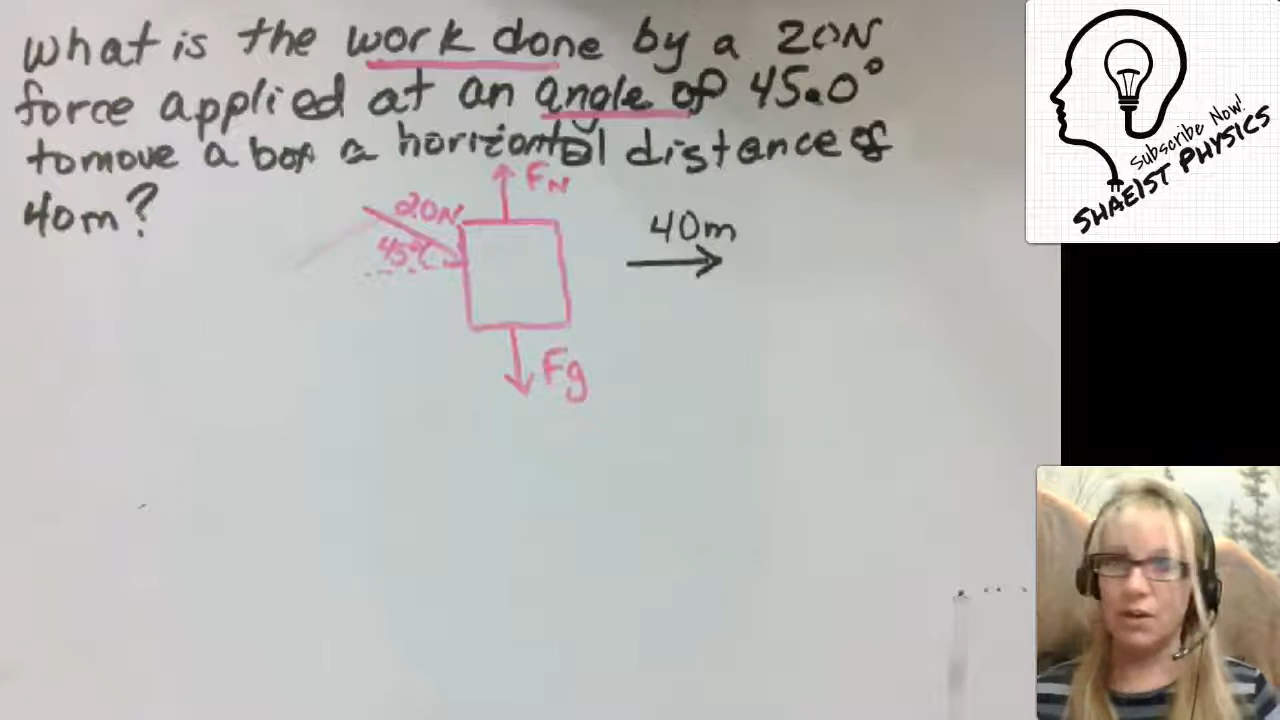 what is the work done by a 20N
force applied at an angle of 45.0°
to move a box a horizontal distance of
40m?
FN
20N
45°
40m
Fg
Subscribe Now!
SHAEIST PHYSICS